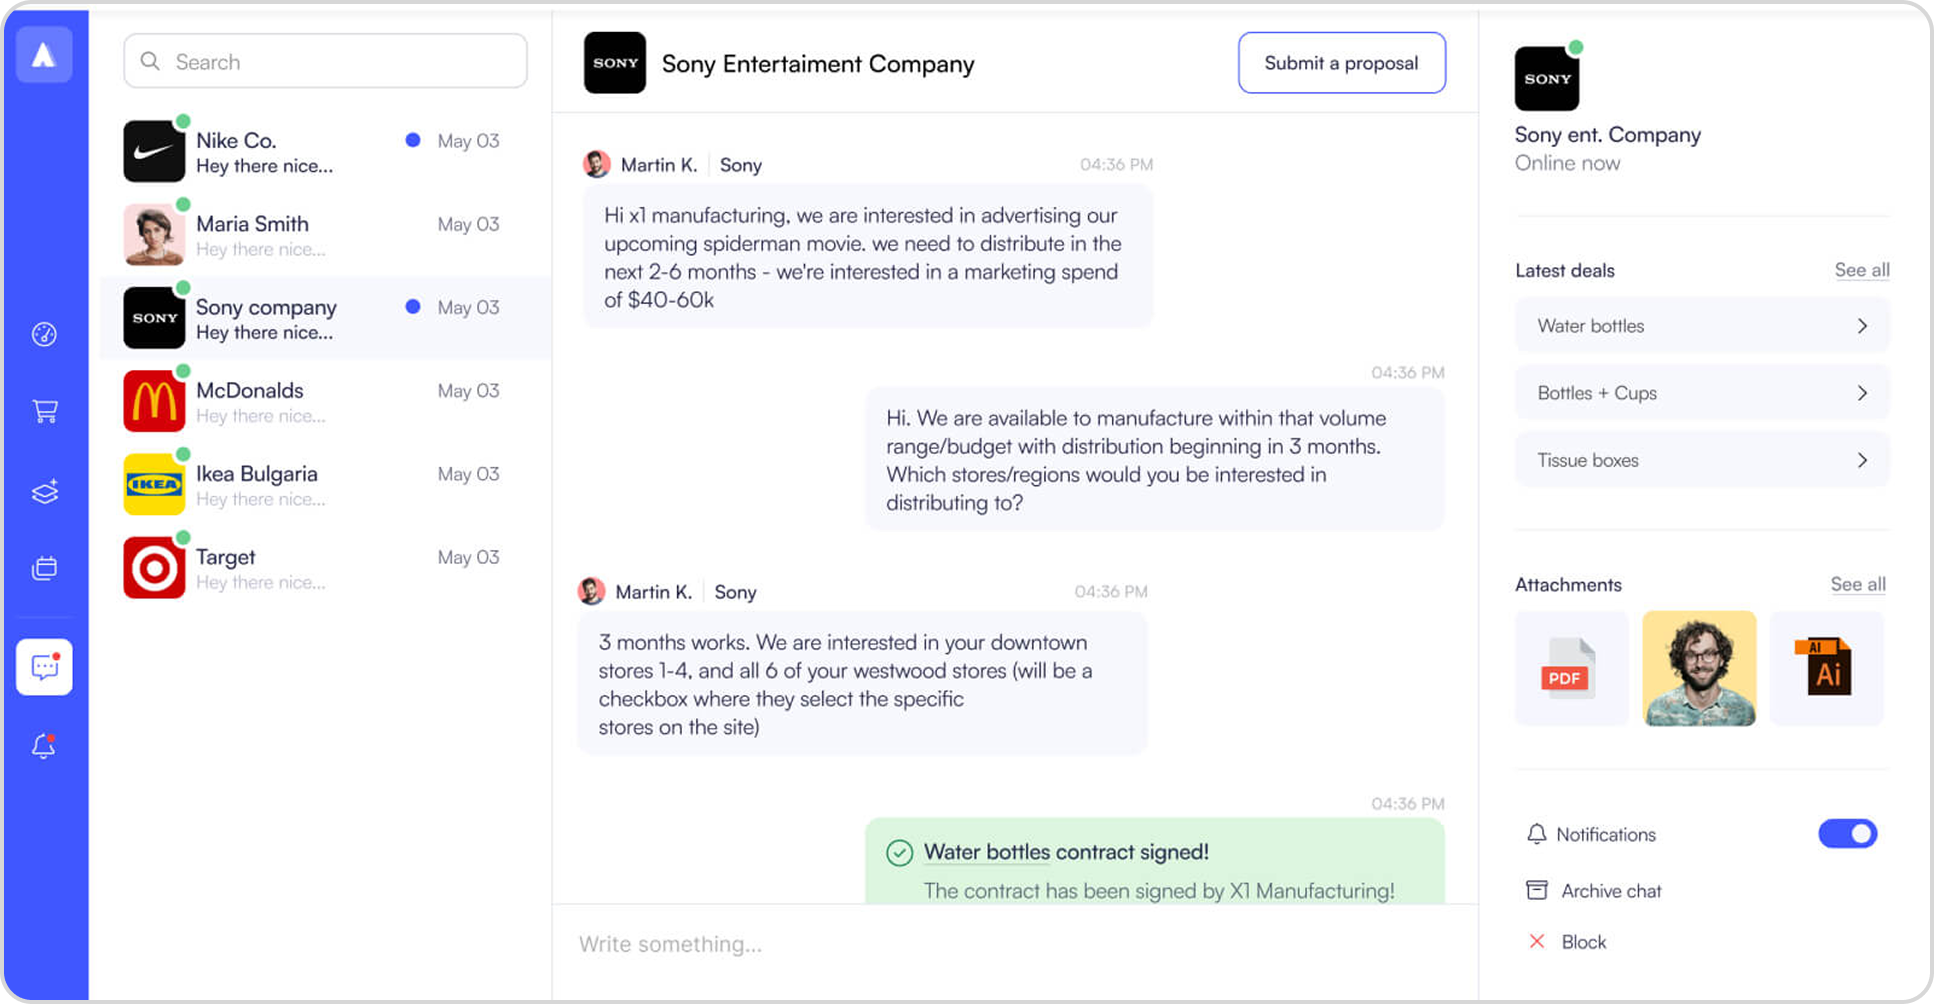 Search
Nike Co.
May 03
Hey there nice...
Maria Smith
May 03
Hey there nice...
SONY
Sony company
May 03
Hey there nice...
McDonalds
May 03
Hey there nice...
IKEA
Ikea Bulgaria
May 03
Hey there nice...
Target
May 03
Hey there nice...
SONY
Sony Entertaiment Company
Submit a proposal
Martin K.
Sony
04:36 PM
Hi x1 manufacturing, we are interested in advertising our
upcoming spiderman movie. we need to distribute in the
next 2-6 months - we're interested in a marketing spend
of $40-60k
04:36 PM
Hi. We are available to manufacture within that volume
range/budget with distribution beginning in 3 months.
Which stores/regions would you be interested in
distributing to?
Martin K.
Sony
04:36 PM
3 months works. We are interested in your downtown
stores 1-4, and all 6 of your westwood stores (will be a
checkbox where they select the specific
stores on the site)
04:36 PM
Water bottles contract signed!
The contract has been signed by X1 Manufacturing!
Write something...
SONY
Sony ent. Company
Online now
Latest deals
See all
Water bottles
Bottles + Cups
Tissue boxes
Attachments
See all
PDF
AI
Ai
Notifications
Archive chat
Block